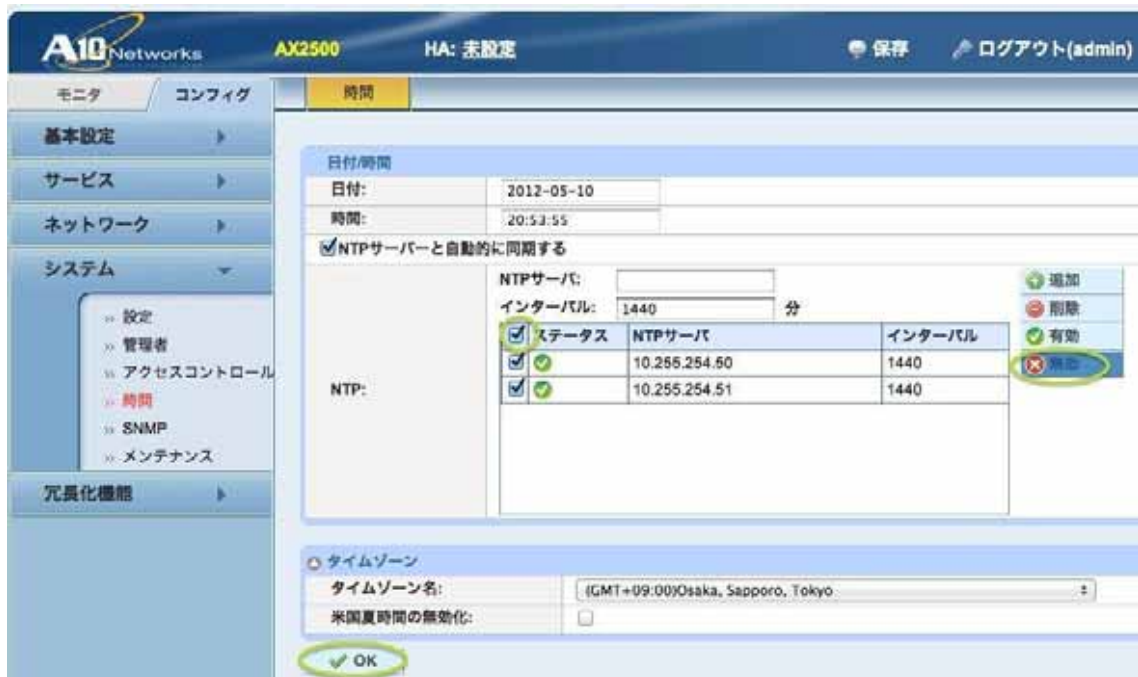 A10 Networks AX2500 HA: 未設定 保存 ログアウト(admin)
モニタ コンフィグ 時間
基本設定
サービス
ネットワーク
システム
設定
管理者
アクセスコントロール
時間
SNMP
メンテナンス
冗長化機能
日付/時間
日付: 2012-05-10
時間: 20:53:55
NTPサーバーと自動的に同期する
NTP:
NTPサーバ:
インターバル: 1440 分
ステータス NTPサーバ インターバル
10.255.254.50 1440
10.255.254.51 1440
追加
削除
有効
無効
タイムゾーン
タイムゾーン名: (GMT+09:00)Osaka, Sapporo, Tokyo
米国夏時間の無効化:
OK